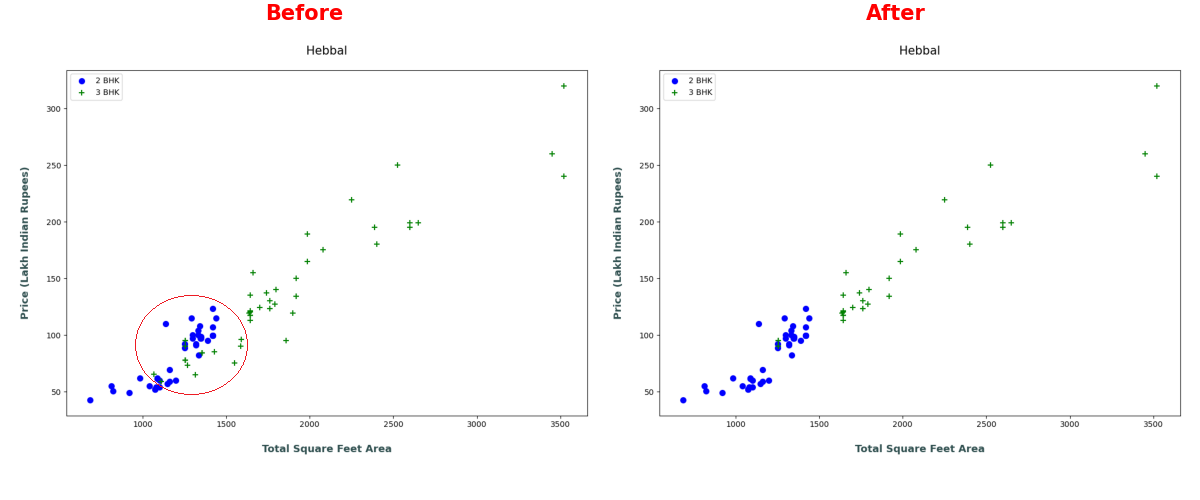 Before
Hebbal
2 BHK
3 BHK
300
250
200
150
100
50
Price (Lakh Indian Rupees)
1000 1500 2000 2500 3000 3500
Total Square Feet Area
After
Hebbal
2 BHK
3 BHK
300
250
200
150
100
50
Price (Lakh Indian Rupees)
1000 1500 2000 2500 3000 3500
Total Square Feet Area